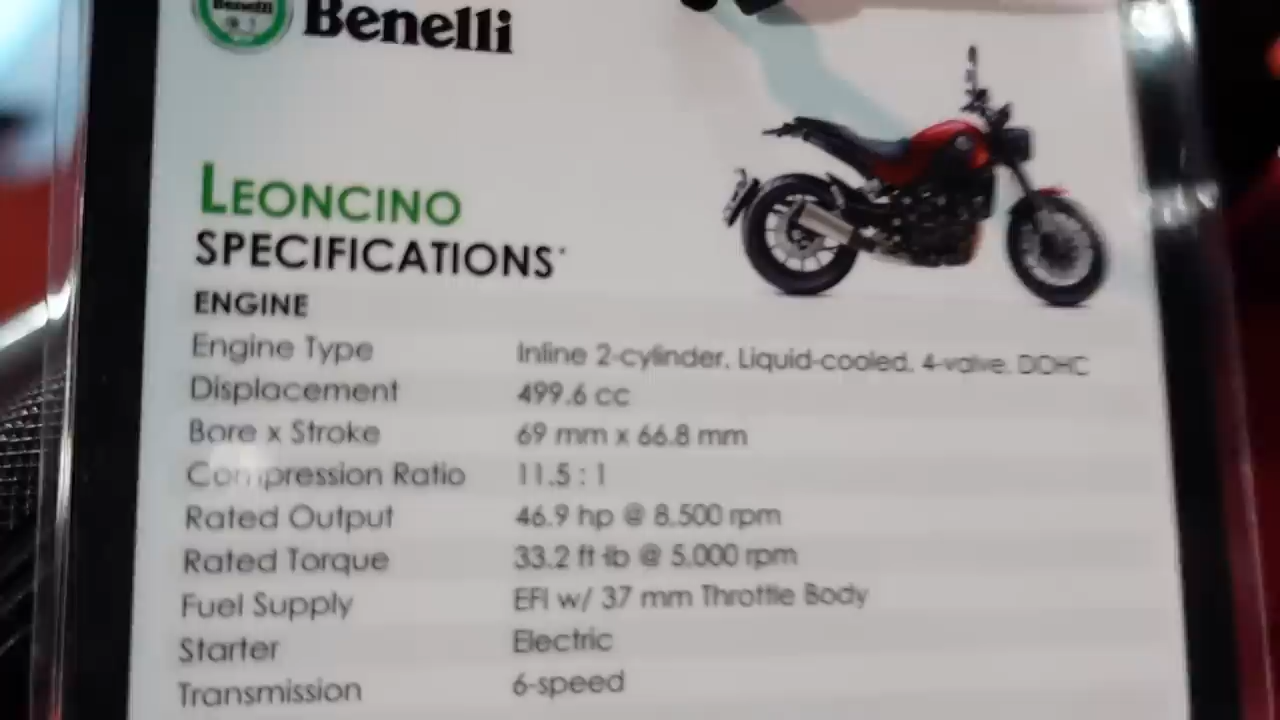 Benelli
Benelli
LEONCINO
SPECIFICATIONS*
ENGINE
Engine Type Inline 2-cylinder, Liquid-cooled, 4-valve, DOHC
Displacement 499.6 cc
Bore x Stroke 69 mm x 66.8 mm
Compression Ratio 11.5 : 1
Rated Output 46.9 hp @ 8,500 rpm
Rated Torque 33.2 ft-lb @ 5,000 rpm
Fuel Supply EFI w/ 37 mm Throttle Body
Starter Electric
Transmission 6-speed